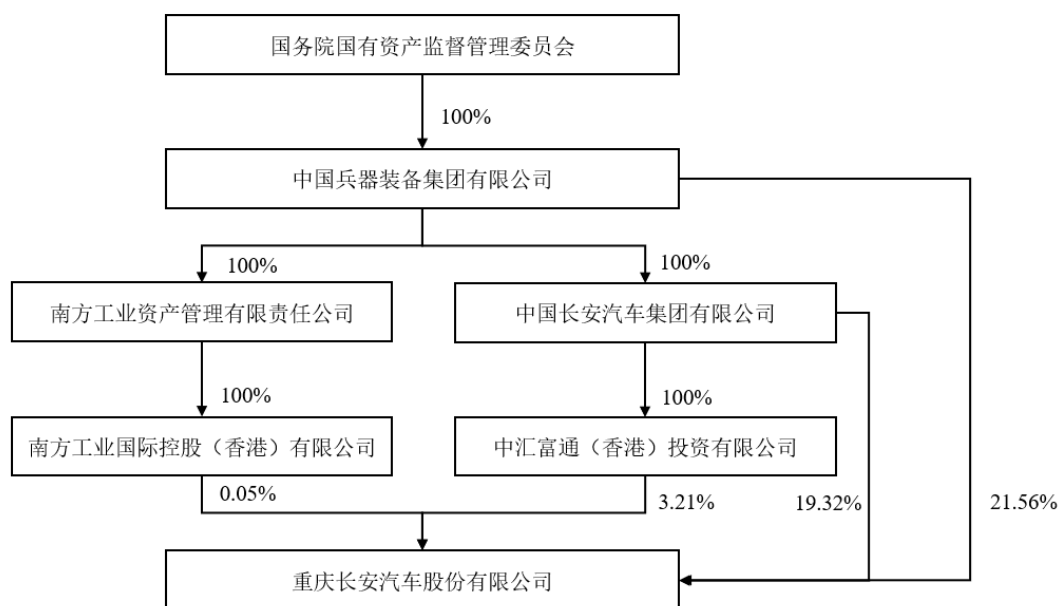 国务院国有资产监督管理委员会
100%
中国兵器装备集团有限公司
100%
100%
南方工业资产管理有限责任公司
中国长安汽车集团有限公司
100%
100%
南方工业国际控股（香港）有限公司
中汇富通（香港）投资有限公司
0.05%
3.21%
19.32%
21.56%
重庆长安汽车股份有限公司